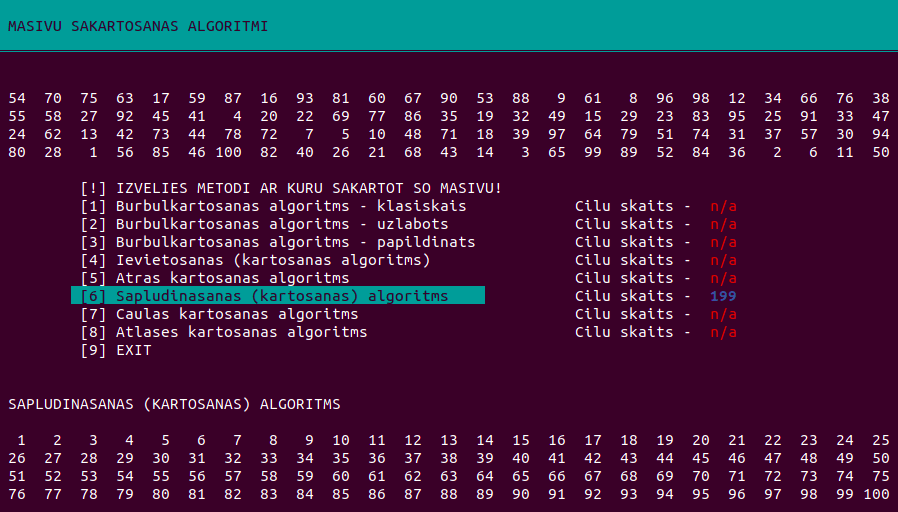 MASIVU SAKARTOSANAS ALGORITMI
54 70 75 63 17 59 87 16 93 81 60 67 90 53 88 9 61 8 96 98 12 34 66 76 38
55 58 27 92 45 41 4 20 22 69 77 86 35 19 32 49 15 29 23 83 95 25 91 33 47
24 62 13 42 73 44 78 72 7 5 10 48 71 18 39 97 64 79 51 74 31 37 57 30 94
80 28 1 56 85 46 100 82 40 26 21 68 43 14 3 65 99 89 52 84 36 2 6 11 50
[!] IZVELIES METODI AR KURU SAKARTOT SO MASIVU!
[1] Burbulkartosanas algoritms - klasiskais Cilu skaits - n/a
[2] Burbulkartosanas algoritms - uzlabots Cilu skaits - n/a
[3] Burbulkartosanas algoritms - papildinats Cilu skaits - n/a
[4] Ievietosanas (kartosanas algoritms) Cilu skaits - n/a
[5] Atras kartosanas algoritms Cilu skaits - n/a
[6] Sapludinasanas (kartosanas) algoritms Cilu skaits - 199
[7] Caulas kartosanas algoritms Cilu skaits - n/a
[8] Atlases kartosanas algoritms Cilu skaits - n/a
[9] EXIT
SAPLUDINASANAS (KARTOSANAS) ALGORITMS
1 2 3 4 5 6 7 8 9 10 11 12 13 14 15 16 17 18 19 20 21 22 23 24 25
26 27 28 29 30 31 32 33 34 35 36 37 38 39 40 41 42 43 44 45 46 47 48 49 50
51 52 53 54 55 56 57 58 59 60 61 62 63 64 65 66 67 68 69 70 71 72 73 74 75
76 77 78 79 80 81 82 83 84 85 86 87 88 89 90 91 92 93 94 95 96 97 98 99 100